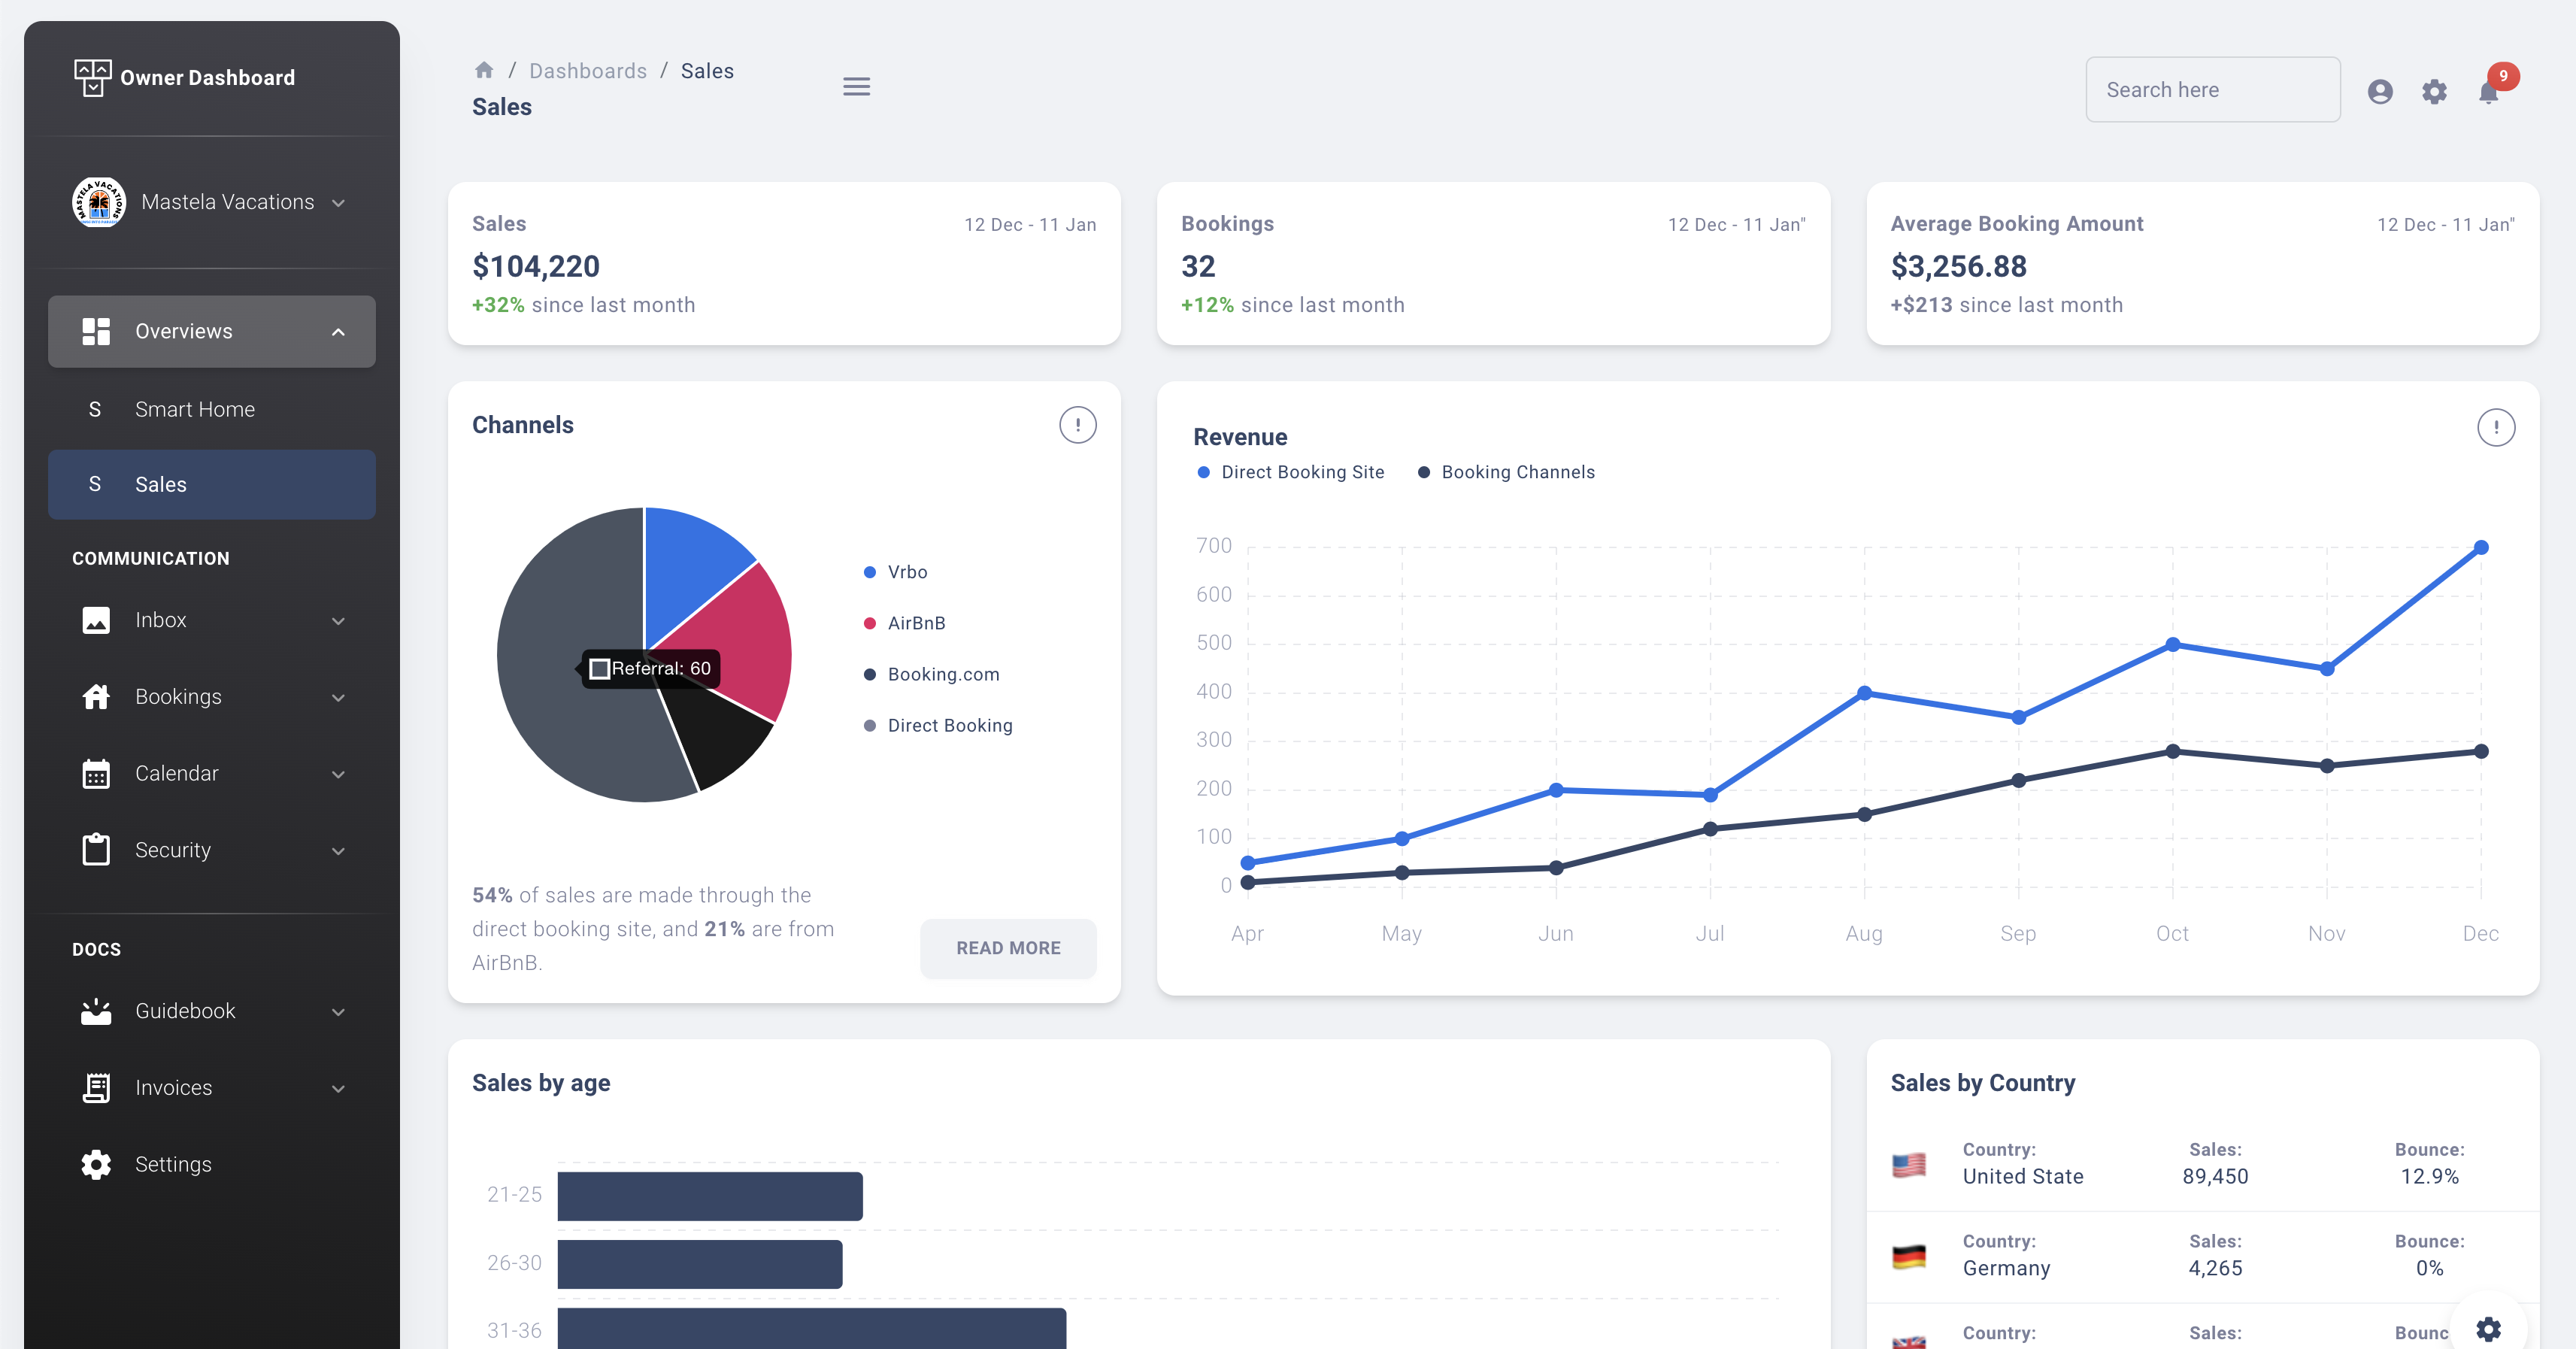 Owner Dashboard
MASTELA VACATIONS
Mastela Vacations
Overviews
S Smart Home
S Sales
COMMUNICATION
Inbox
Bookings
Calendar
Security
DOCS
Guidebook
Invoices
Settings
/ Dashboards / Sales
Sales
Search here
9
Sales 12 Dec - 11 Jan
$104,220
+32% since last month
Bookings 12 Dec - 11 Jan"
32
+12% since last month
Average Booking Amount 12 Dec - 11 Jan"
$3,256.88
+$213 since last month
Channels
Vrbo
AirBnB
Booking.com
Direct Booking
Referral: 60
54% of sales are made through the
direct booking site, and 21% are from
AirBnB.
READ MORE
Revenue
Direct Booking Site Booking Channels
700
600
500
400
300
200
100
0
Apr May Jun Jul Aug Sep Oct Nov Dec
Sales by age
21-25
26-30
31-36
Sales by Country
Country: Sales: Bounce:
United State 89,450 12.9%
Country: Sales: Bounce:
Germany 4,265 0%
Country: Sales: Bounc